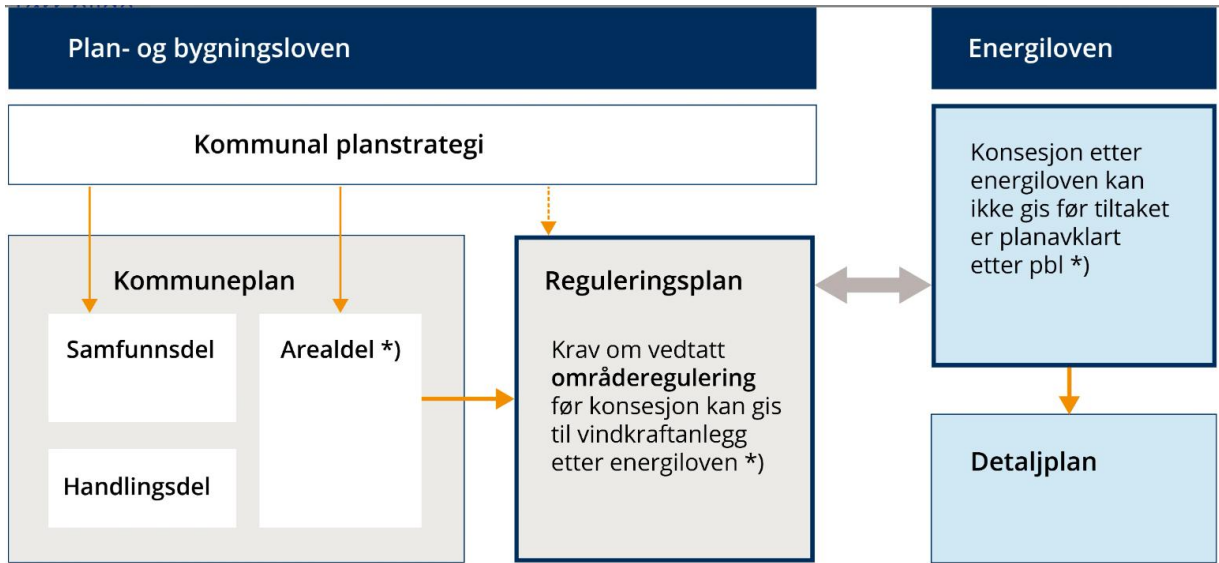 Plan- og bygningsloven
Energiloven
Kommunal planstrategi
Kommuneplan
Samfunnsdel
Handlingsdel
Arealdel *)
Reguleringsplan
Krav om vedtatt
områderegulering
før konsesjon kan gis
til vindkraftanlegg
etter energiloven *)
Konsesjon etter
energiloven kan
ikke gis før tiltaket
er planavklart
etter pbl *)
Detaljplan